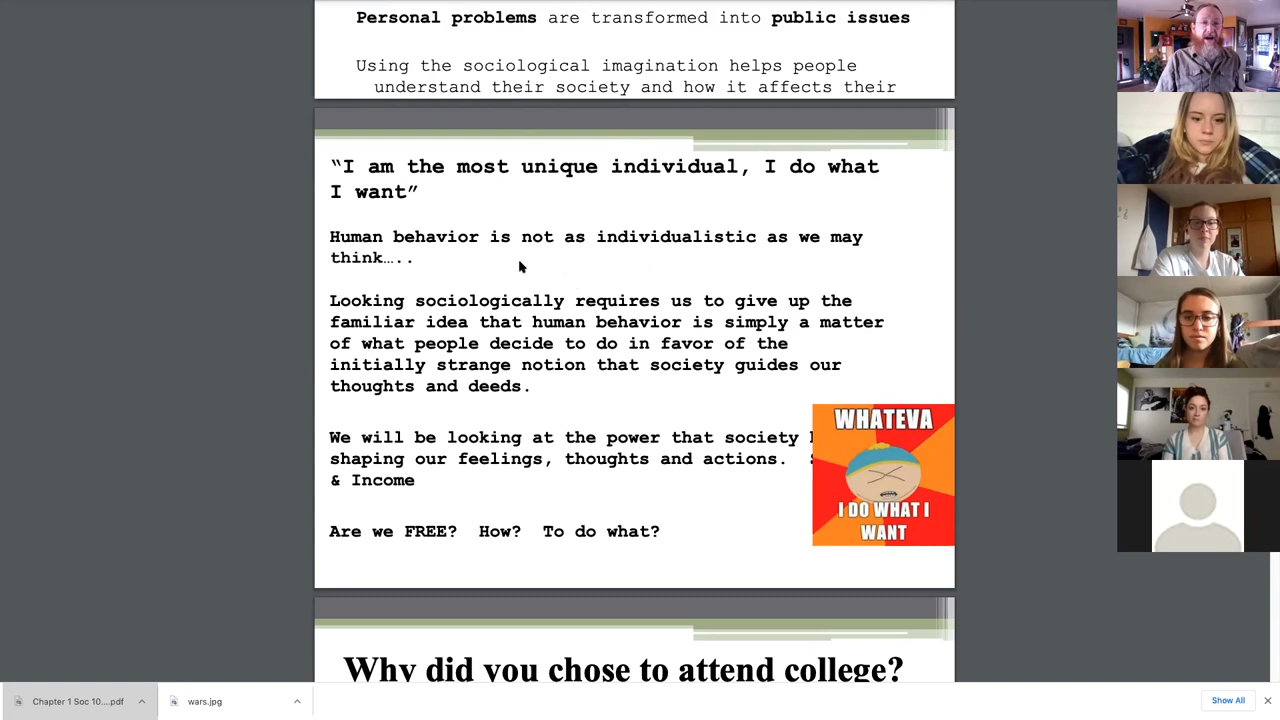 Personal problems are transformed into public issues
Using the sociological imagination helps people
understand their society and how it affects their
“I am the most unique individual, I do what
I want”
Human behavior is not as individualistic as we may
think…..
Looking sociologically requires us to give up the
familiar idea that human behavior is simply a matter
of what people decide to do in favor of the
initially strange notion that society guides our
thoughts and deeds.
We will be looking at the power that society
shaping our feelings, thoughts and actions.
& Income
WHATEVA
I DO WHAT I
WANT
Are we FREE? How? To do what?
Why did you chose to attend college?
Chapter 1 Soc 10....pdf
wars.jpg
Show All